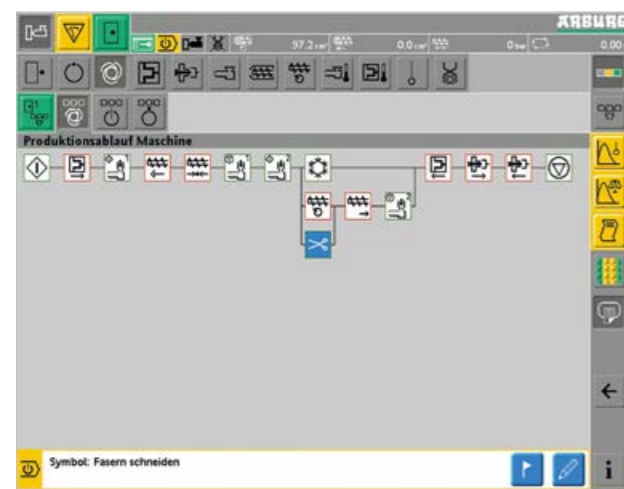 ARBURG
97.2 cm³
0.0 cm³
0 bar
0.00
Produktionsablauf Maschine
Symbol: Fasern schneiden
i